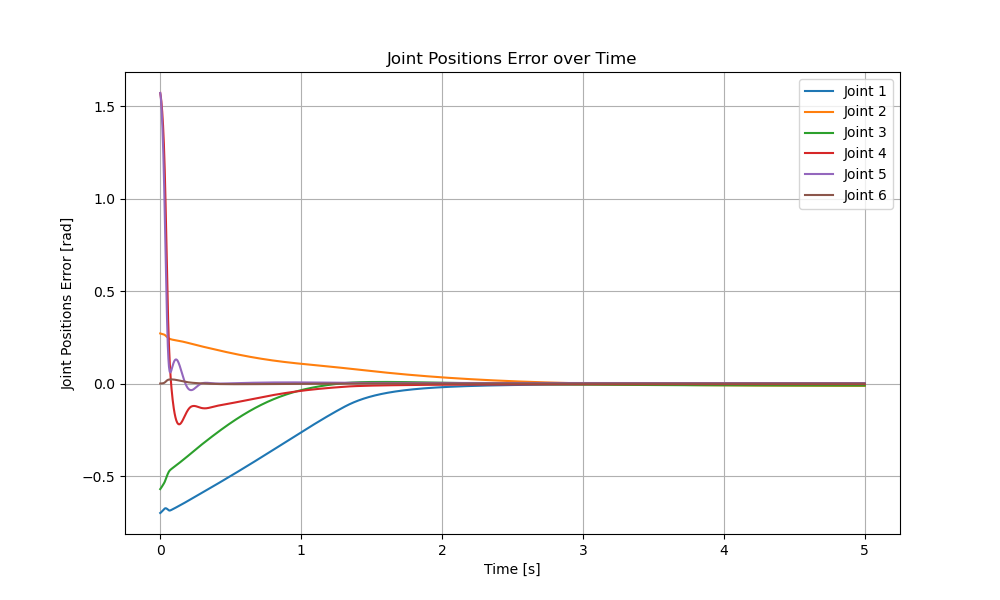 Joint Positions Error over Time
Joint Positions Error [rad]
1.5
1.0
0.5
0.0
−0.5
0 1 2 3 4 5
Time [s]
Joint 1
Joint 2
Joint 3
Joint 4
Joint 5
Joint 6